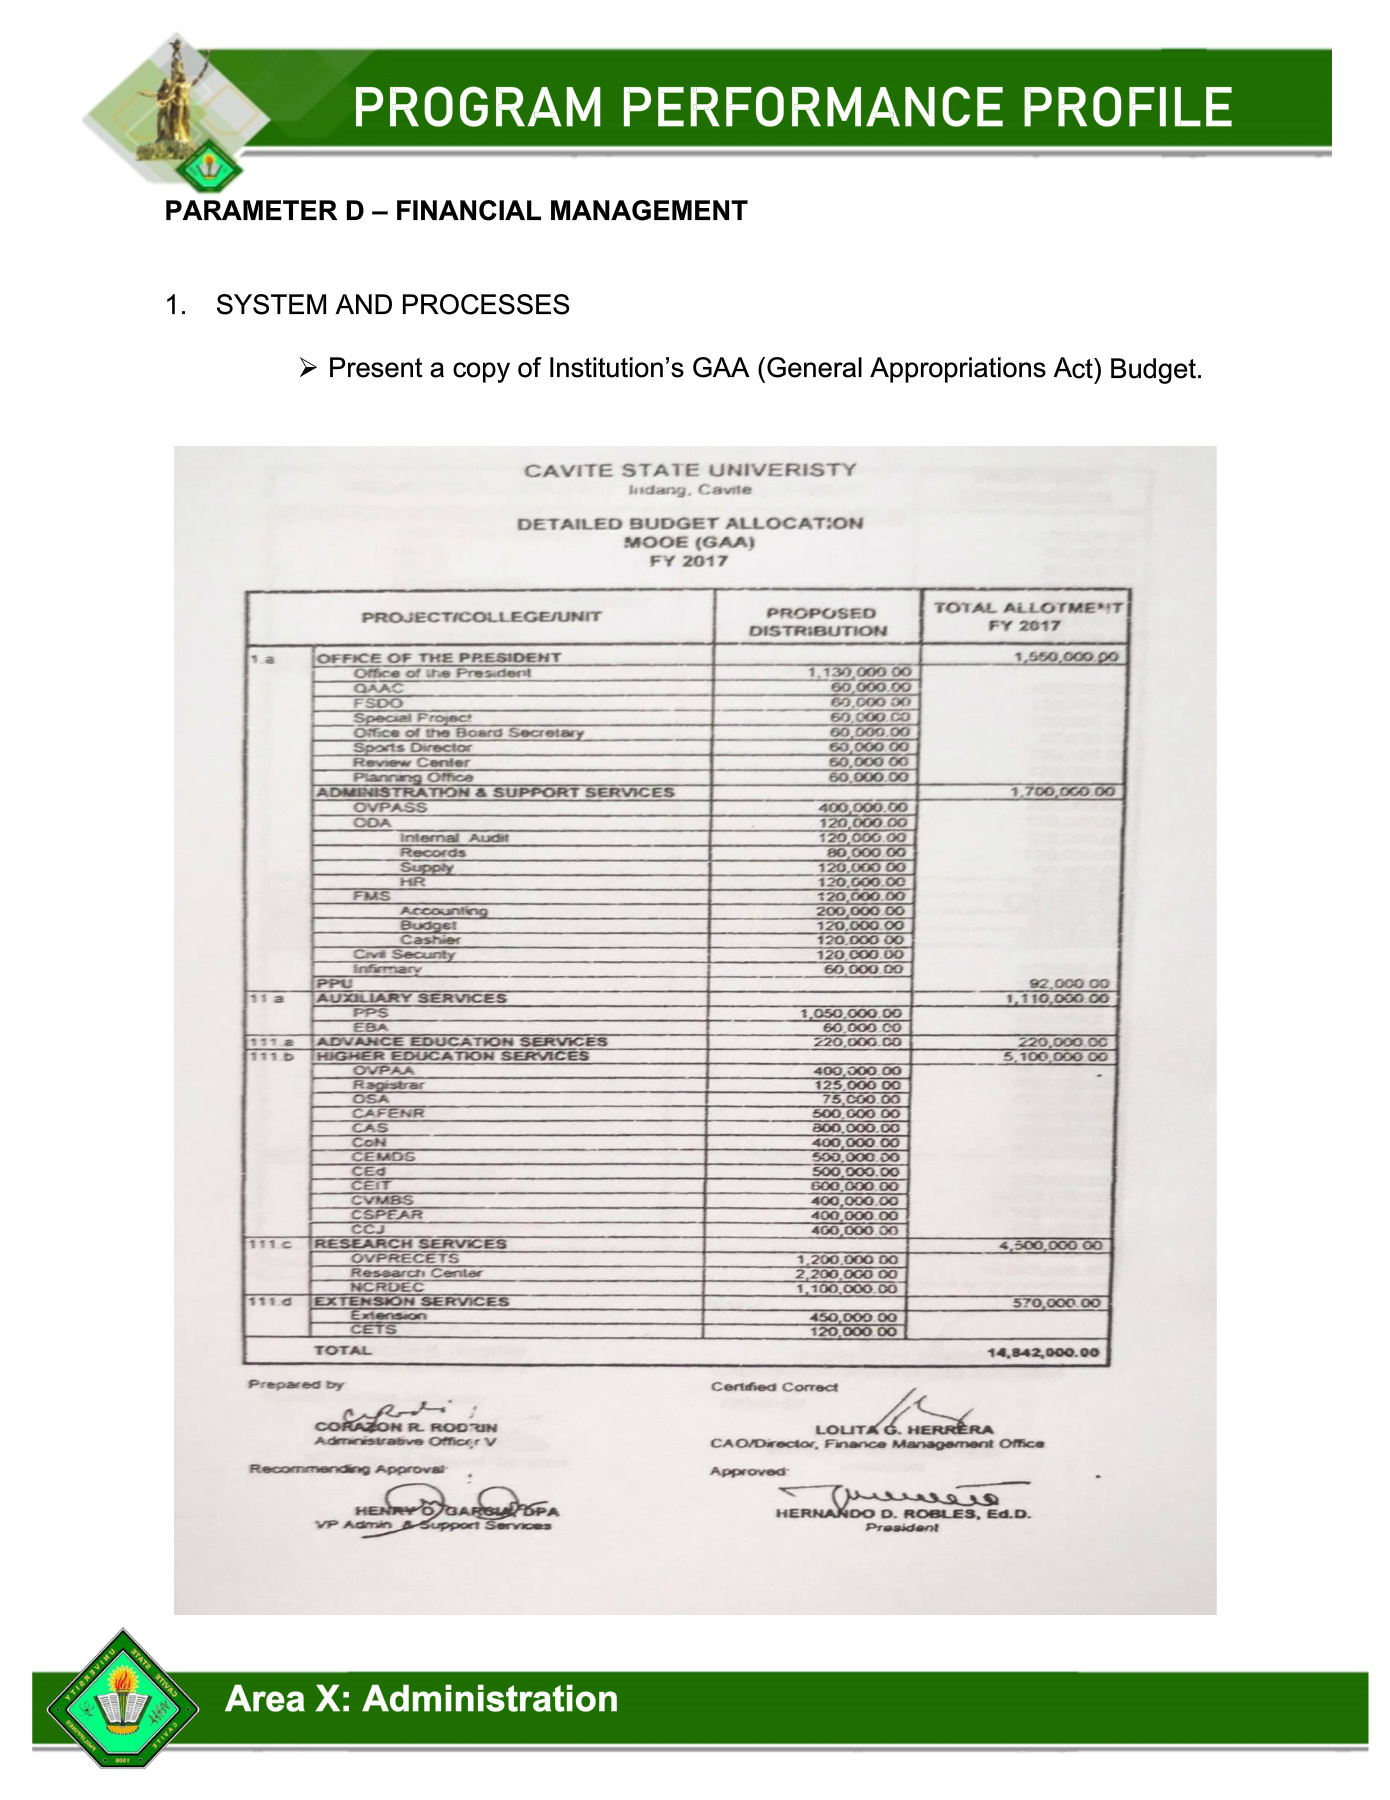 PROGRAM PERFORMANCE PROFILE
PARAMETER D – FINANCIAL MANAGEMENT
1. SYSTEM AND PROCESSES
➢ Present a copy of Institution’s GAA (General Appropriations Act) Budget.
CAVITE STATE UNIVERISTY
Indang, Cavite
DETAILED BUDGET ALLOCATION
MOOE (GAA)
FY 2017
PROJECT/COLLEGE/UNIT PROPOSED DISTRIBUTION TOTAL ALLOTMENT FY 2017
1.a OFFICE OF THE PRESIDENT 1,550,000.00
Office of the President 1,130,000.00
QAAC 60,000.00
FSDO 60,000.00
Special Project 60,000.00
Office of the Board Secretary 60,000.00
Sports Director 60,000.00
Review Center 60,000.00
Planning Office 60,000.00
ADMINISTRATION & SUPPORT SERVICES 1,700,000.00
OVPASS 400,000.00
ODA 120,000.00
Internal Audit 120,000.00
Records 80,000.00
Supply 120,000.00
HR 120,000.00
FMS 120,000.00
Accounting 200,000.00
Budget 120,000.00
Cashier 120,000.00
Civil Security 120,000.00
Infirmary 60,000.00
PPU 92,000.00
11 a AUXILIARY SERVICES 1,110,000.00
PPS 1,050,000.00
EBA 60,000.00
111.a ADVANCE EDUCATION SERVICES 220,000.00 220,000.00
111.b HIGHER EDUCATION SERVICES 5,100,000.00
OVPAA 400,000.00
Ragistrar 125,000.00
OSA 75,000.00
CAFENR 500,000.00
CAS 800,000.00
CoN 400,000.00
CEMDS 500,000.00
CEd 500,000.00
CEIT 600,000.00
CVMBS 400,000.00
CSPEAR 400,000.00
CCJ 400,000.00
111.c RESEARCH SERVICES 4,500,000.00
OVPRECETS 1,200,000.00
Research Center 2,200,000.00
NCRDEC 1,100,000.00
111.d EXTENSION SERVICES 570,000.00
Extension 450,000.00
CETS 120,000.00
TOTAL 14,842,000.00
Prepared by Certified Correct
CORAZON R. RODRIN LOLITA G. HERRERA
Administrative Officer V CAO/Director, Finance Management Office
Recommending Approval: Approved:
HENRY O. GARCIA, DPA HERNANDO D. ROBLES, Ed.D.
VP Admin & Support Services President
CAVITE STATE UNIVERSITY
CAVITE PHILIPPINES
1906
Area X: Administration